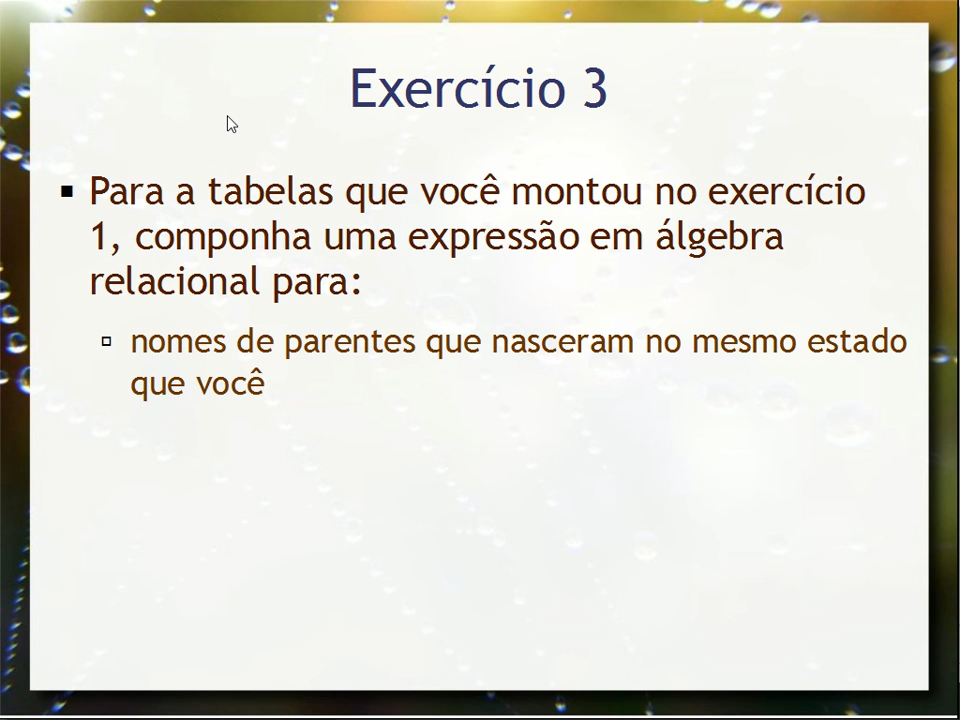 Exercício 3
Para a tabelas que você montou no exercício
1, componha uma expressão em álgebra
relacional para:
nomes de parentes que nasceram no mesmo estado
que você